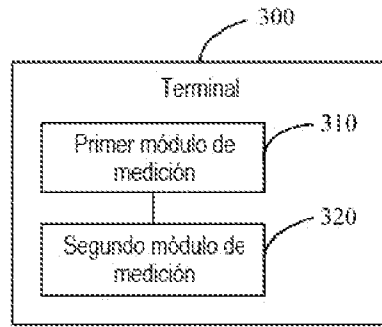 300
Terminal
310
Primer módulo de
medición
320
Segundo módulo de
medición